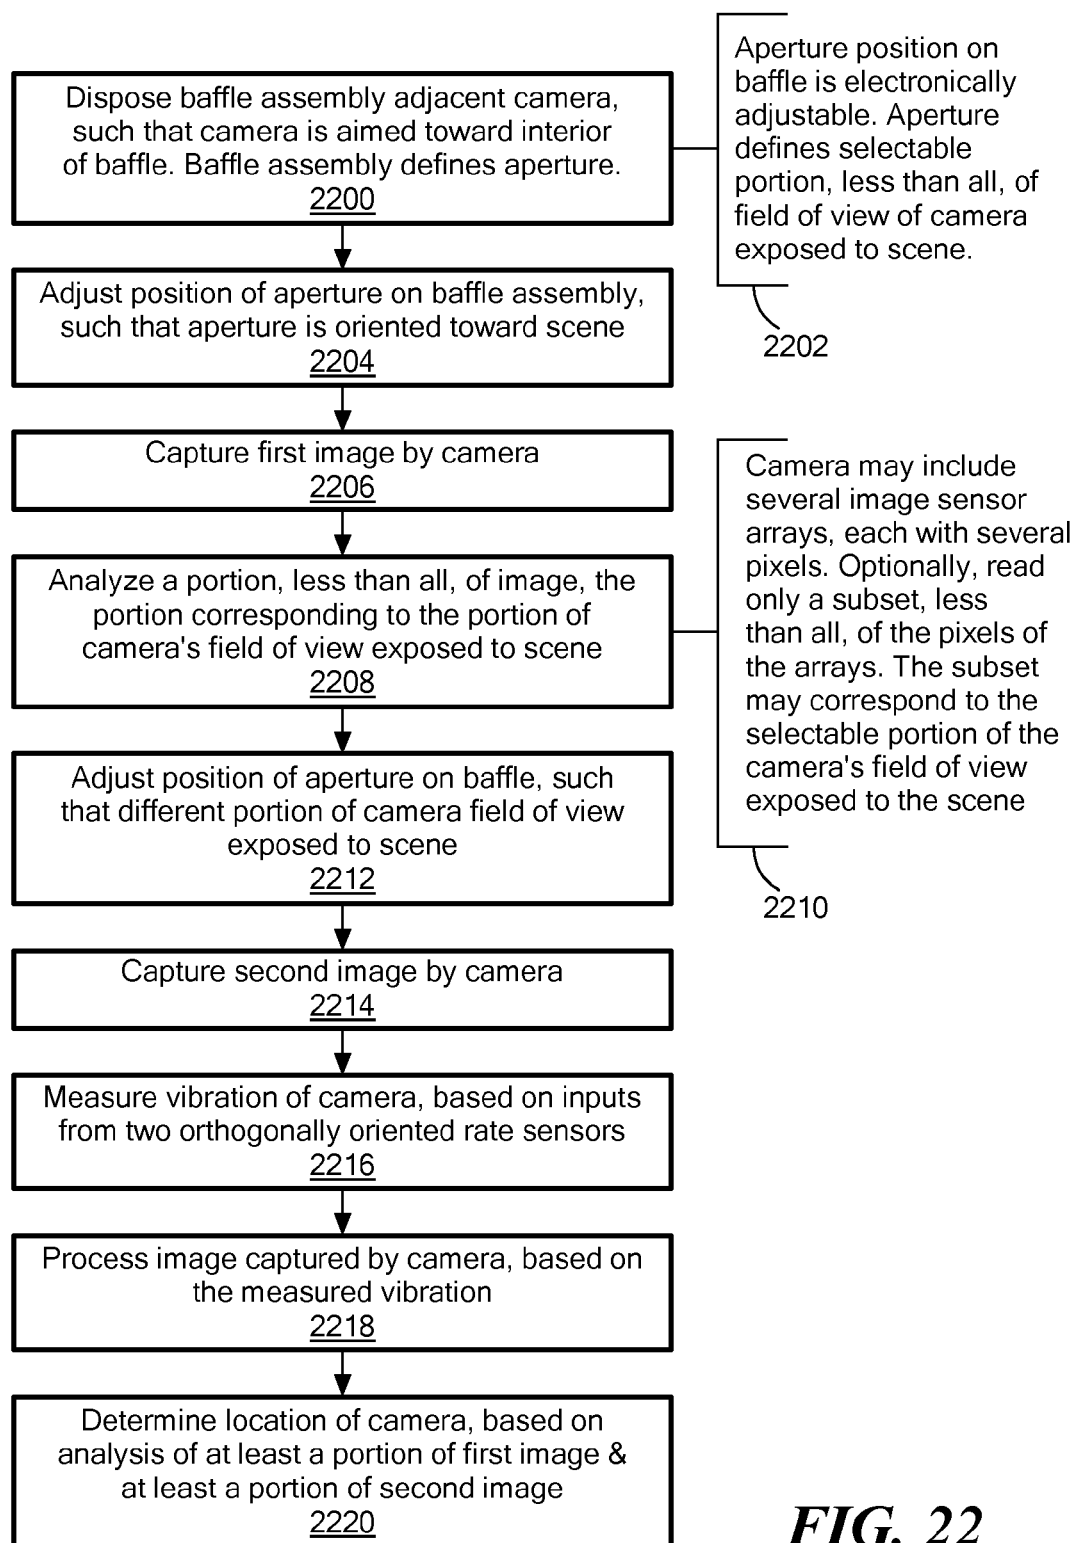 Dispose baffle assembly adjacent camera,
such that camera is aimed toward interior
of baffle. Baffle assembly defines aperture.
2200
Aperture position on
baffle is electronically
adjustable. Aperture
defines selectable
portion, less than all, of
field of view of camera
exposed to scene.
2202
Adjust position of aperture on baffle assembly,
such that aperture is oriented toward scene
2204
Capture first image by camera
2206
Analyze a portion, less than all, of image, the
portion corresponding to the portion of
camera's field of view exposed to scene
2208
Camera may include
several image sensor
arrays, each with several
pixels. Optionally, read
only a subset, less
than all, of the pixels of
the arrays. The subset
may correspond to the
selectable portion of the
camera's field of view
exposed to the scene
2210
Adjust position of aperture on baffle, such
that different portion of camera field of view
exposed to scene
2212
Capture second image by camera
2214
Measure vibration of camera, based on inputs
from two orthogonally oriented rate sensors
2216
Process image captured by camera, based on
the measured vibration
2218
Determine location of camera, based on
analysis of at least a portion of first image &
at least a portion of second image
2220
FIG. 22